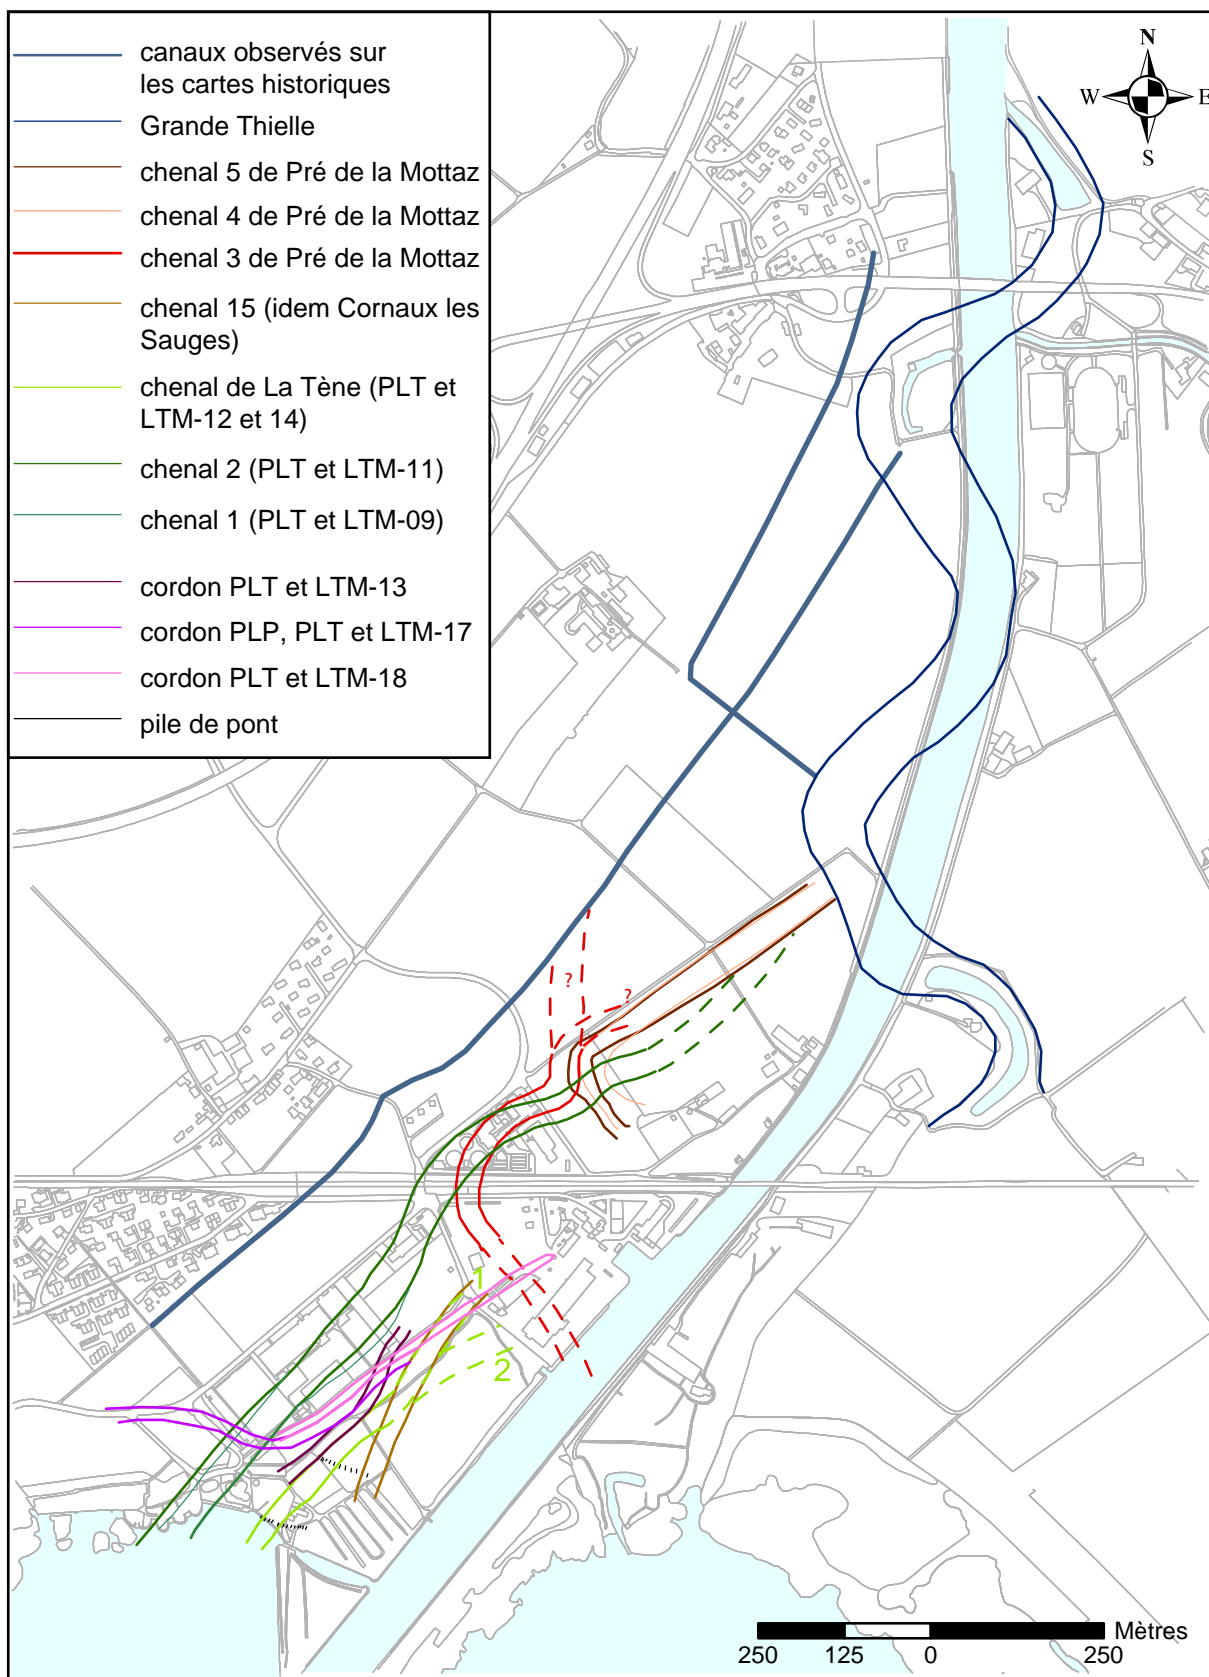 canaux observés sur
les cartes historiques
Grande Thielle
chenal 5 de Pré de la Mottaz
chenal 4 de Pré de la Mottaz
chenal 3 de Pré de la Mottaz
chenal 15 (idem Cornaux les
Sauges)
chenal de La Tène (PLT et
LTM-12 et 14)
chenal 2 (PLT et LTM-11)
chenal 1 (PLT et LTM-09)
cordon PLT et LTM-13
cordon PLP, PLT et LTM-17
cordon PLT et LTM-18
pile de pont
N
W E
S
?
?
1
2
Mètres
250 125 0 250